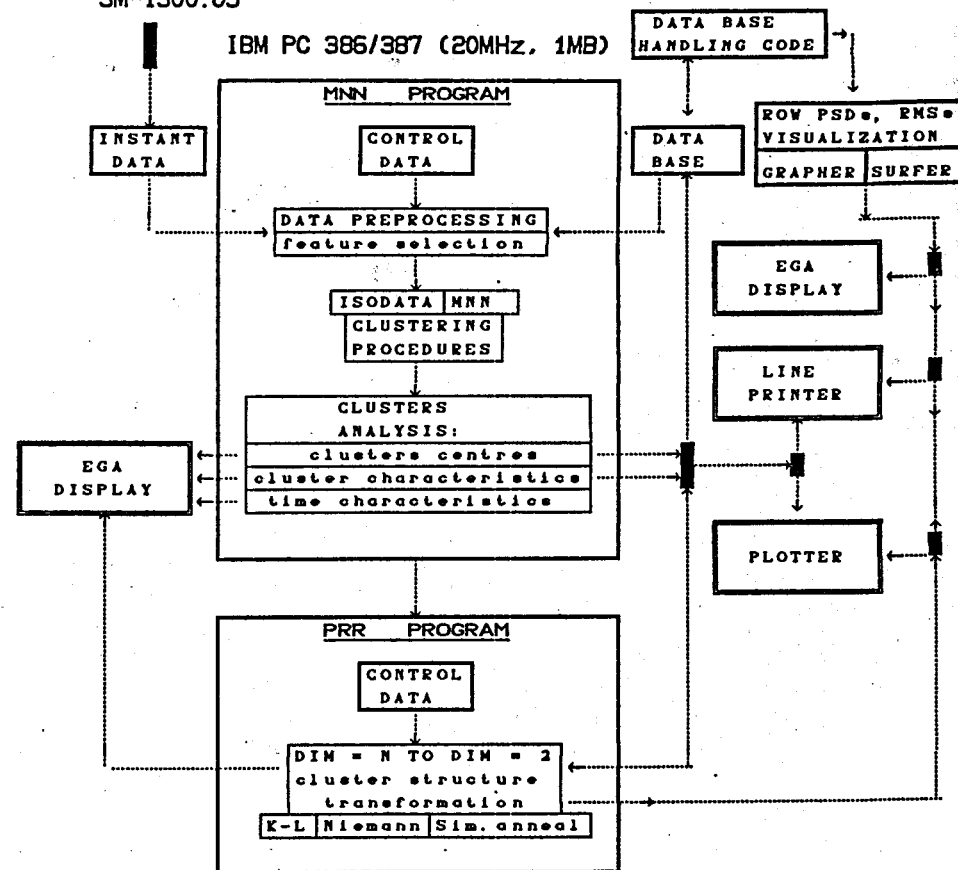 IBM PC 386/387 (20MHz, 1MB)
DATA BASE
HANDLING CODE
MNN PROGRAM
INSTANT
DATA
CONTROL
DATA
DATA
BASE
ROW PSDs, RMSs
VISUALIZATION
GRAPHER SURFER
DATA PREPROCESSING
feature selection
EGA
DISPLAY
ISODATA MNN
CLUSTERING
PROCEDURES
LINE
PRINTER
CLUSTERS
ANALYSIS:
clusters centres
cluster characteristics
time characteristics
EGA
DISPLAY
PLOTTER
PRR PROGRAM
CONTROL
DATA
DIM = N TO DIM = 2
cluster structure
transformation
K-L Niemann Sim. anneal